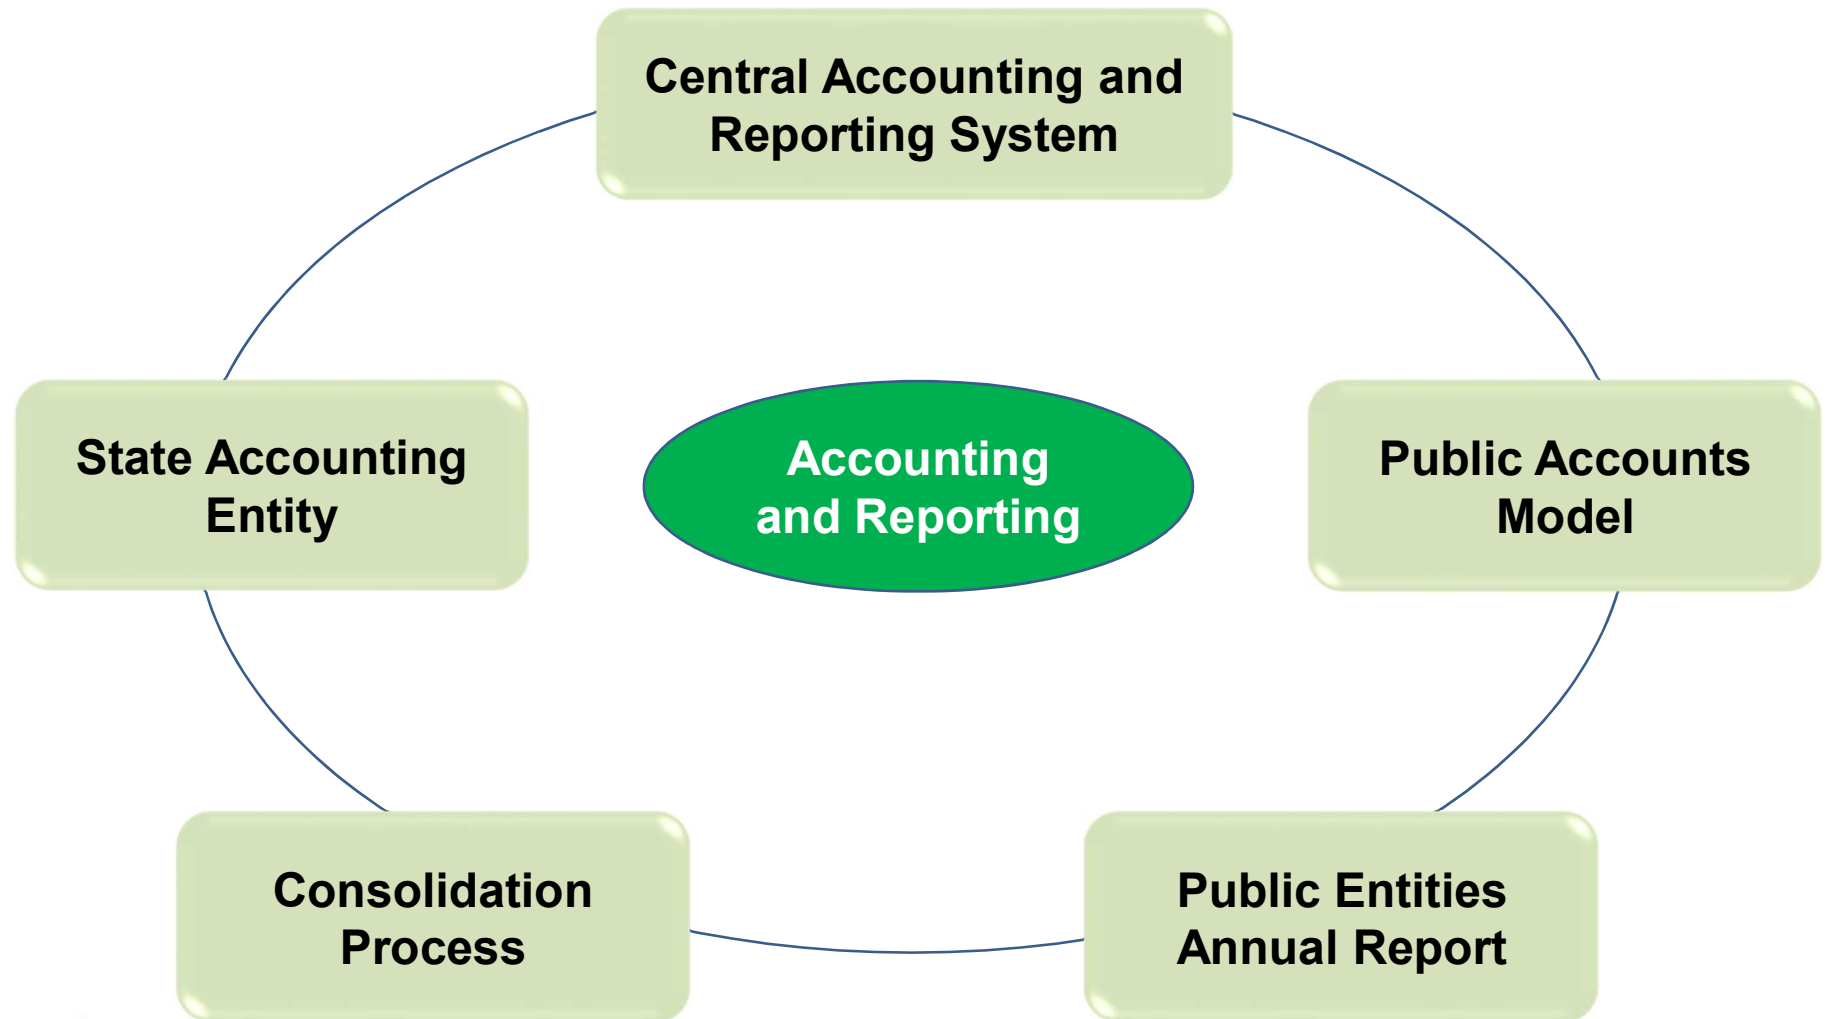 Central Accounting and
Reporting System
State Accounting
Entity
Accounting
and Reporting
Public Accounts
Model
Consolidation
Process
Public Entities
Annual Report